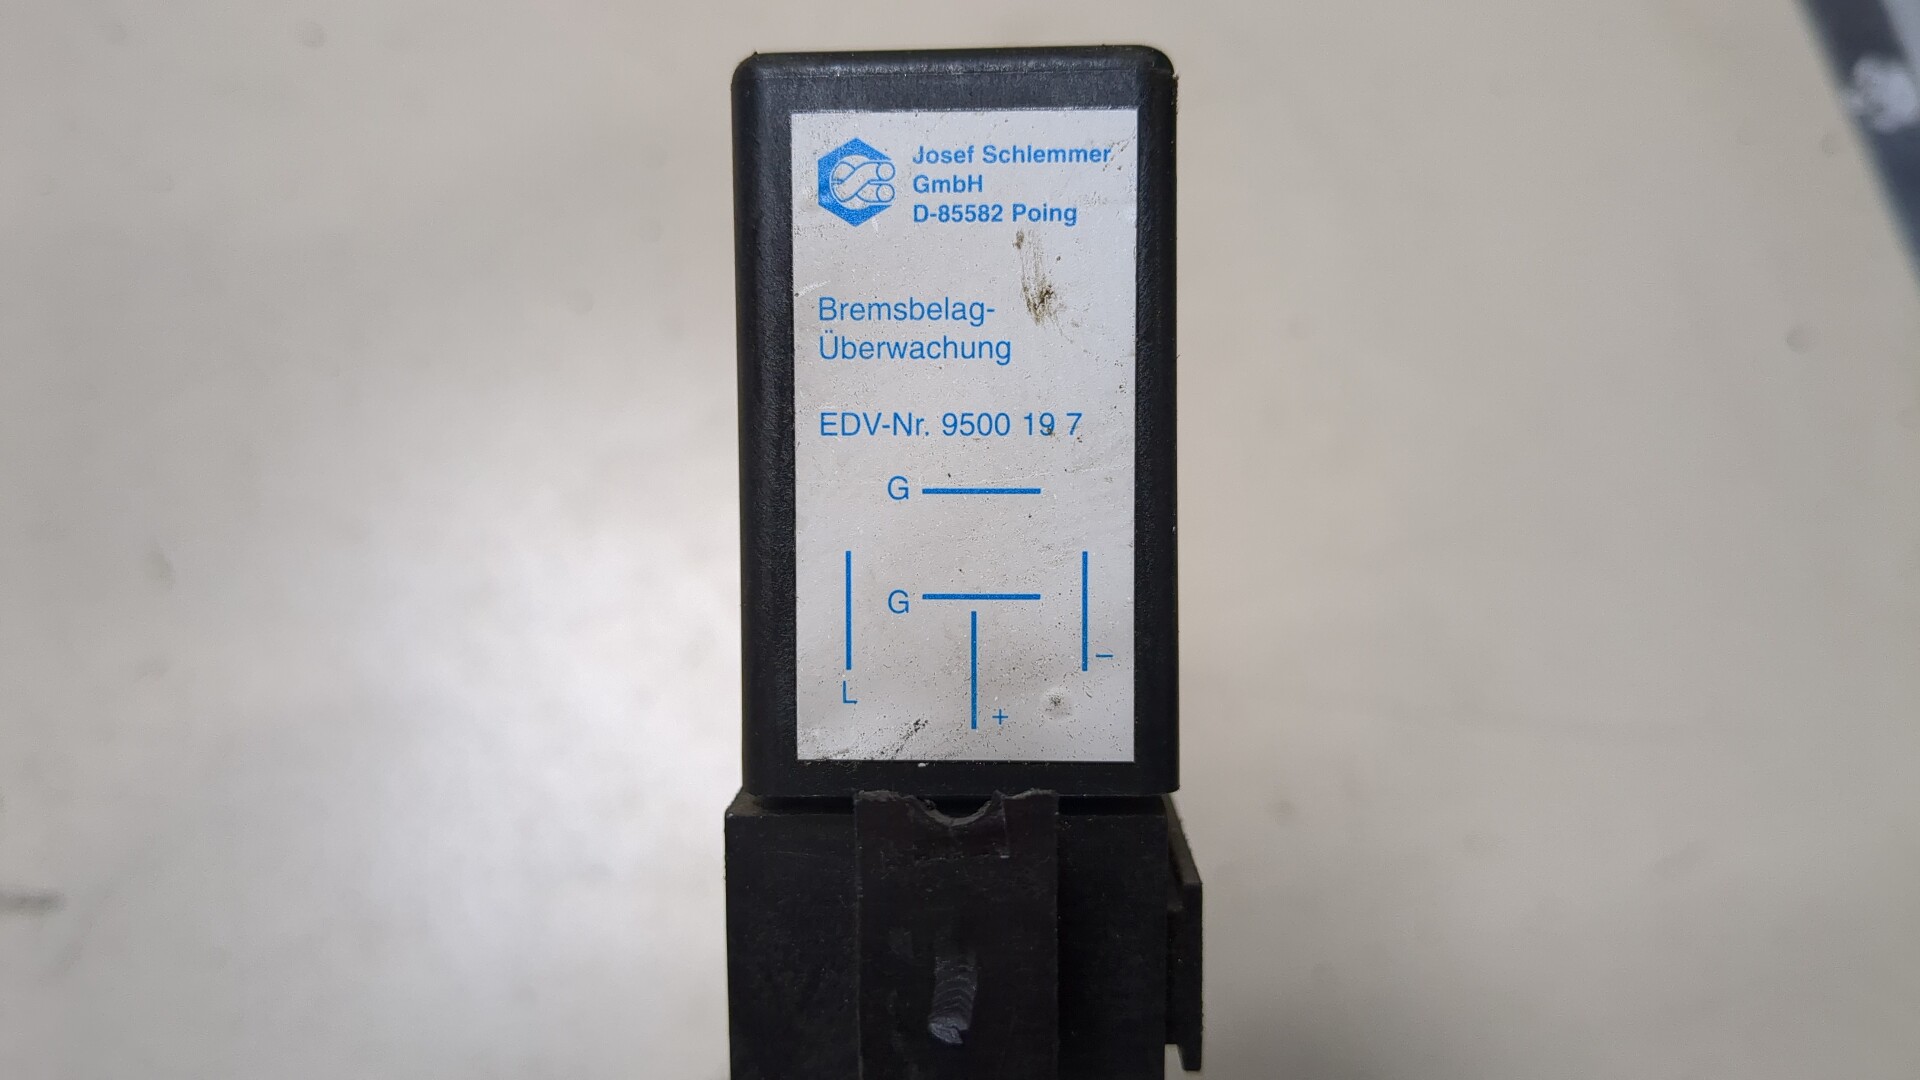 Josef Schlemmer
GmbH
D-85582 Poing
Bremsbelag-
Überwachung
EDV-Nr. 9500 19 7
G
G
L
+
–